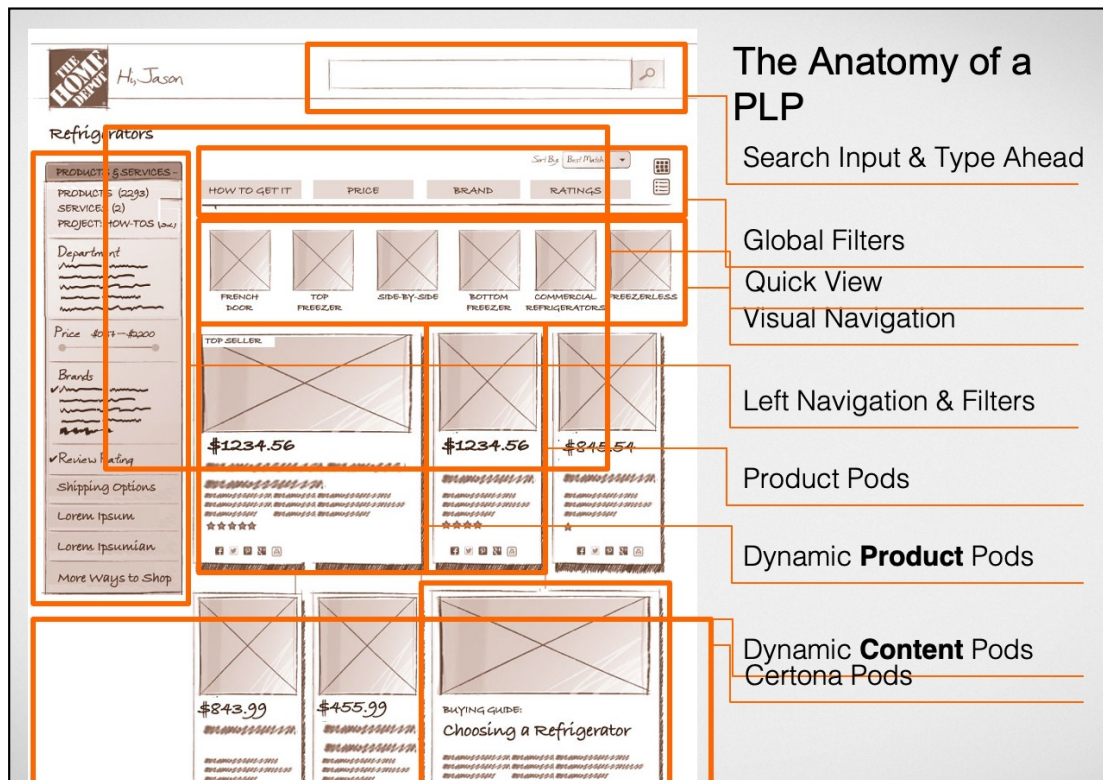 The Anatomy of a
PLP
THE
HOME
DEPOT
Hi, Jason
Refrigerators
Search Input & Type Ahead
Sort By: Best Match
PRODUCTS & SERVICES -
PRODUCTS (2293)
SERVICES (2)
PROJECT: HOW-TOS
HOW TO GET IT PRICE BRAND RATINGS
Global Filters
Quick View
Visual Navigation
Department
FRENCH DOOR
TOP FREEZER
SIDE-BY-SIDE
BOTTOM FREEZER
COMMERCIAL REFRIGERATORS
FREEZERLESS
Price
Brands
Review Rating
Shipping Options
Lorem Ipsum
Lorem Ipsumian
More Ways to Shop
TOP SELLER
$1234.56
$1234.56
$845.54
Left Navigation & Filters
Product Pods
Dynamic Product Pods
Dynamic Content Pods
Certona Pods
$843.99
$455.99
BUYING GUIDE:
Choosing a Refrigerator